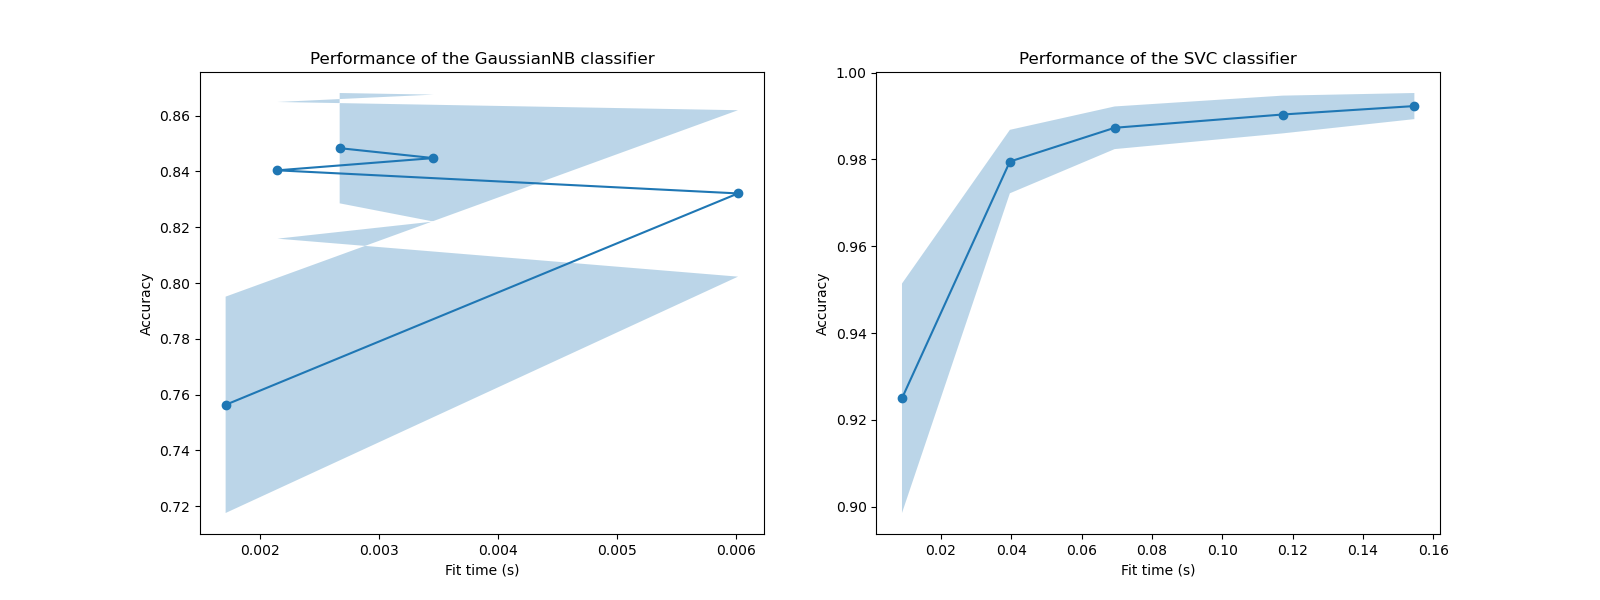 Performance of the GaussianNB classifier
0.86
0.84
0.82
0.80
0.78
0.76
0.74
0.72
Accuracy
0.002 0.003 0.004 0.005 0.006
Fit time (s)
Performance of the SVC classifier
1.00
0.98
0.96
0.94
0.92
0.90
Accuracy
0.02 0.04 0.06 0.08 0.10 0.12 0.14 0.16
Fit time (s)